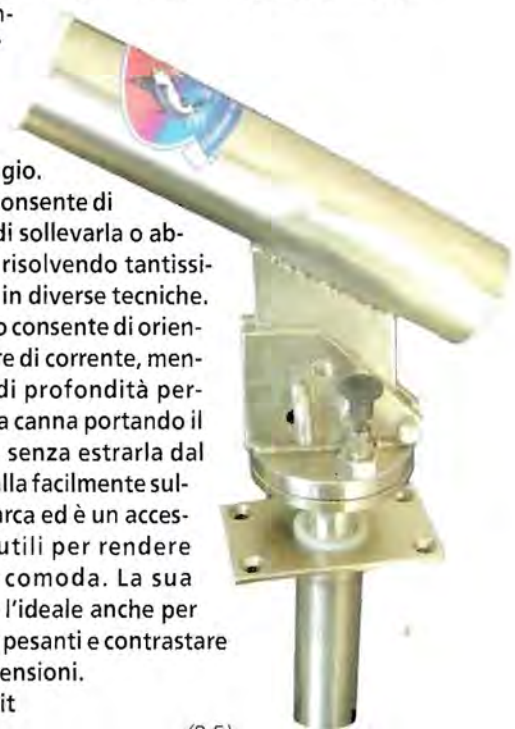 n-
gio.
onsente di
di sollevarla o ab-
risolvendo tantissi-
in diverse tecniche.
o consente di orien-
re di corrente, men-
di profondità per-
a canna portando il
senza estrarla dal
alla facilmente sul-
arca ed è un acces-
utili per rendere
comoda. La sua
l'ideale anche per
pesanti e contrastare
ensioni.
it